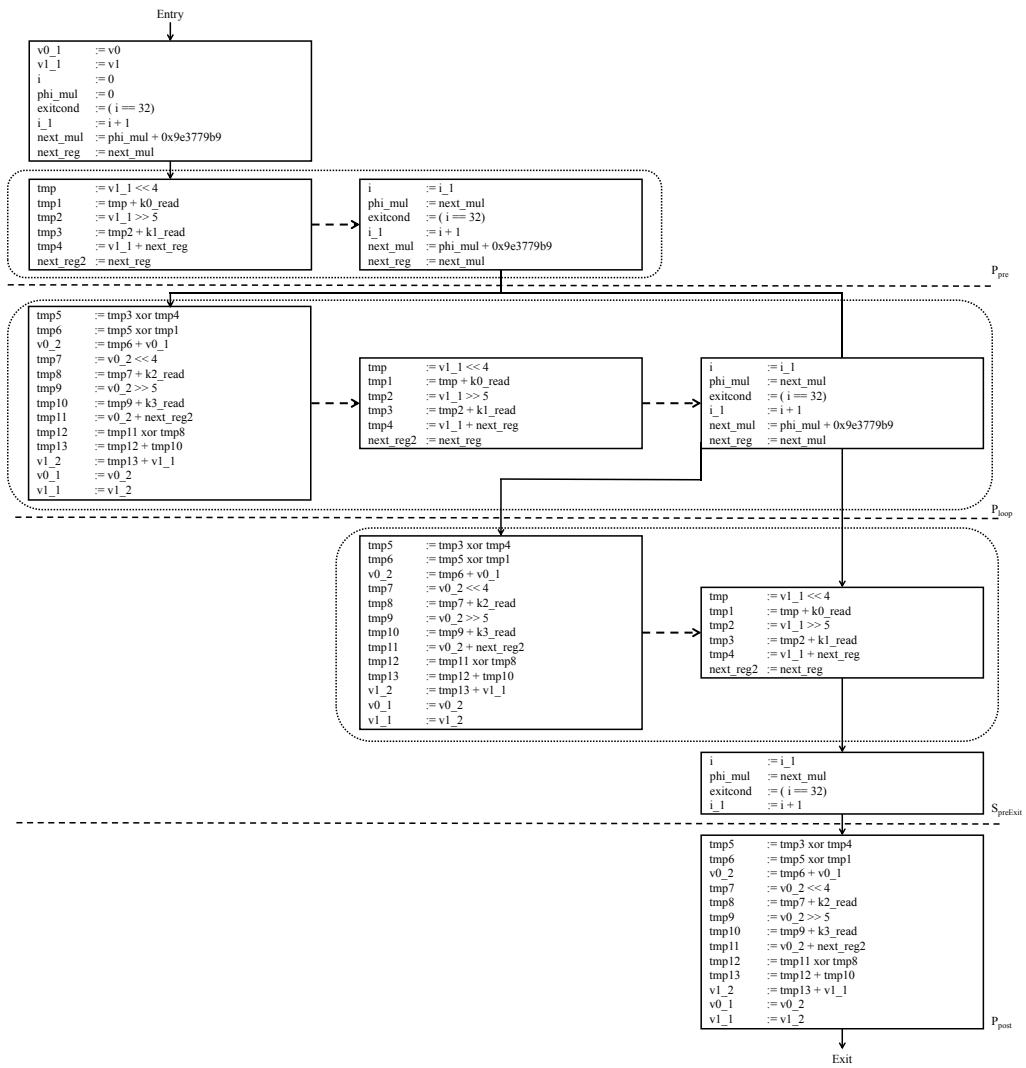 Entry
v0_1 := v0
v1_1 := v1
i := 0
phi_mul := 0
exitcond := ( i == 32)
i_1 := i + 1
next_mul := phi_mul + 0x9e3779b9
next_reg := next_mul
tmp := v1_1 << 4
tmp1 := tmp + k0_read
tmp2 := v1_1 >> 5
tmp3 := tmp2 + k1_read
tmp4 := v1_1 + next_reg
next_reg2 := next_reg
i := i_1
phi_mul := next_mul
exitcond := ( i == 32)
i_1 := i + 1
next_mul := phi_mul + 0x9e3779b9
next_reg := next_mul
Ppre
tmp5 := tmp3 xor tmp4
tmp6 := tmp5 xor tmp1
v0_2 := tmp6 + v0_1
tmp7 := v0_2 << 4
tmp8 := tmp7 + k2_read
tmp9 := v0_2 >> 5
tmp10 := tmp9 + k3_read
tmp11 := v0_2 + next_reg2
tmp12 := tmp11 xor tmp8
tmp13 := tmp12 + tmp10
v1_2 := tmp13 + v1_1
v0_1 := v0_2
v1_1 := v1_2
tmp := v1_1 << 4
tmp1 := tmp + k0_read
tmp2 := v1_1 >> 5
tmp3 := tmp2 + k1_read
tmp4 := v1_1 + next_reg
next_reg2 := next_reg
i := i_1
phi_mul := next_mul
exitcond := ( i == 32)
i_1 := i + 1
next_mul := phi_mul + 0x9e3779b9
next_reg := next_mul
Ploop
tmp5 := tmp3 xor tmp4
tmp6 := tmp5 xor tmp1
v0_2 := tmp6 + v0_1
tmp7 := v0_2 << 4
tmp8 := tmp7 + k2_read
tmp9 := v0_2 >> 5
tmp10 := tmp9 + k3_read
tmp11 := v0_2 + next_reg2
tmp12 := tmp11 xor tmp8
tmp13 := tmp12 + tmp10
v1_2 := tmp13 + v1_1
v0_1 := v0_2
v1_1 := v1_2
tmp := v1_1 << 4
tmp1 := tmp + k0_read
tmp2 := v1_1 >> 5
tmp3 := tmp2 + k1_read
tmp4 := v1_1 + next_reg
next_reg2 := next_reg
i := i_1
phi_mul := next_mul
exitcond := ( i == 32)
i_1 := i + 1
SpreExit
tmp5 := tmp3 xor tmp4
tmp6 := tmp5 xor tmp1
v0_2 := tmp6 + v0_1
tmp7 := v0_2 << 4
tmp8 := tmp7 + k2_read
tmp9 := v0_2 >> 5
tmp10 := tmp9 + k3_read
tmp11 := v0_2 + next_reg2
tmp12 := tmp11 xor tmp8
tmp13 := tmp12 + tmp10
v1_2 := tmp13 + v1_1
v0_1 := v0_2
v1_1 := v1_2
Ppost
Exit